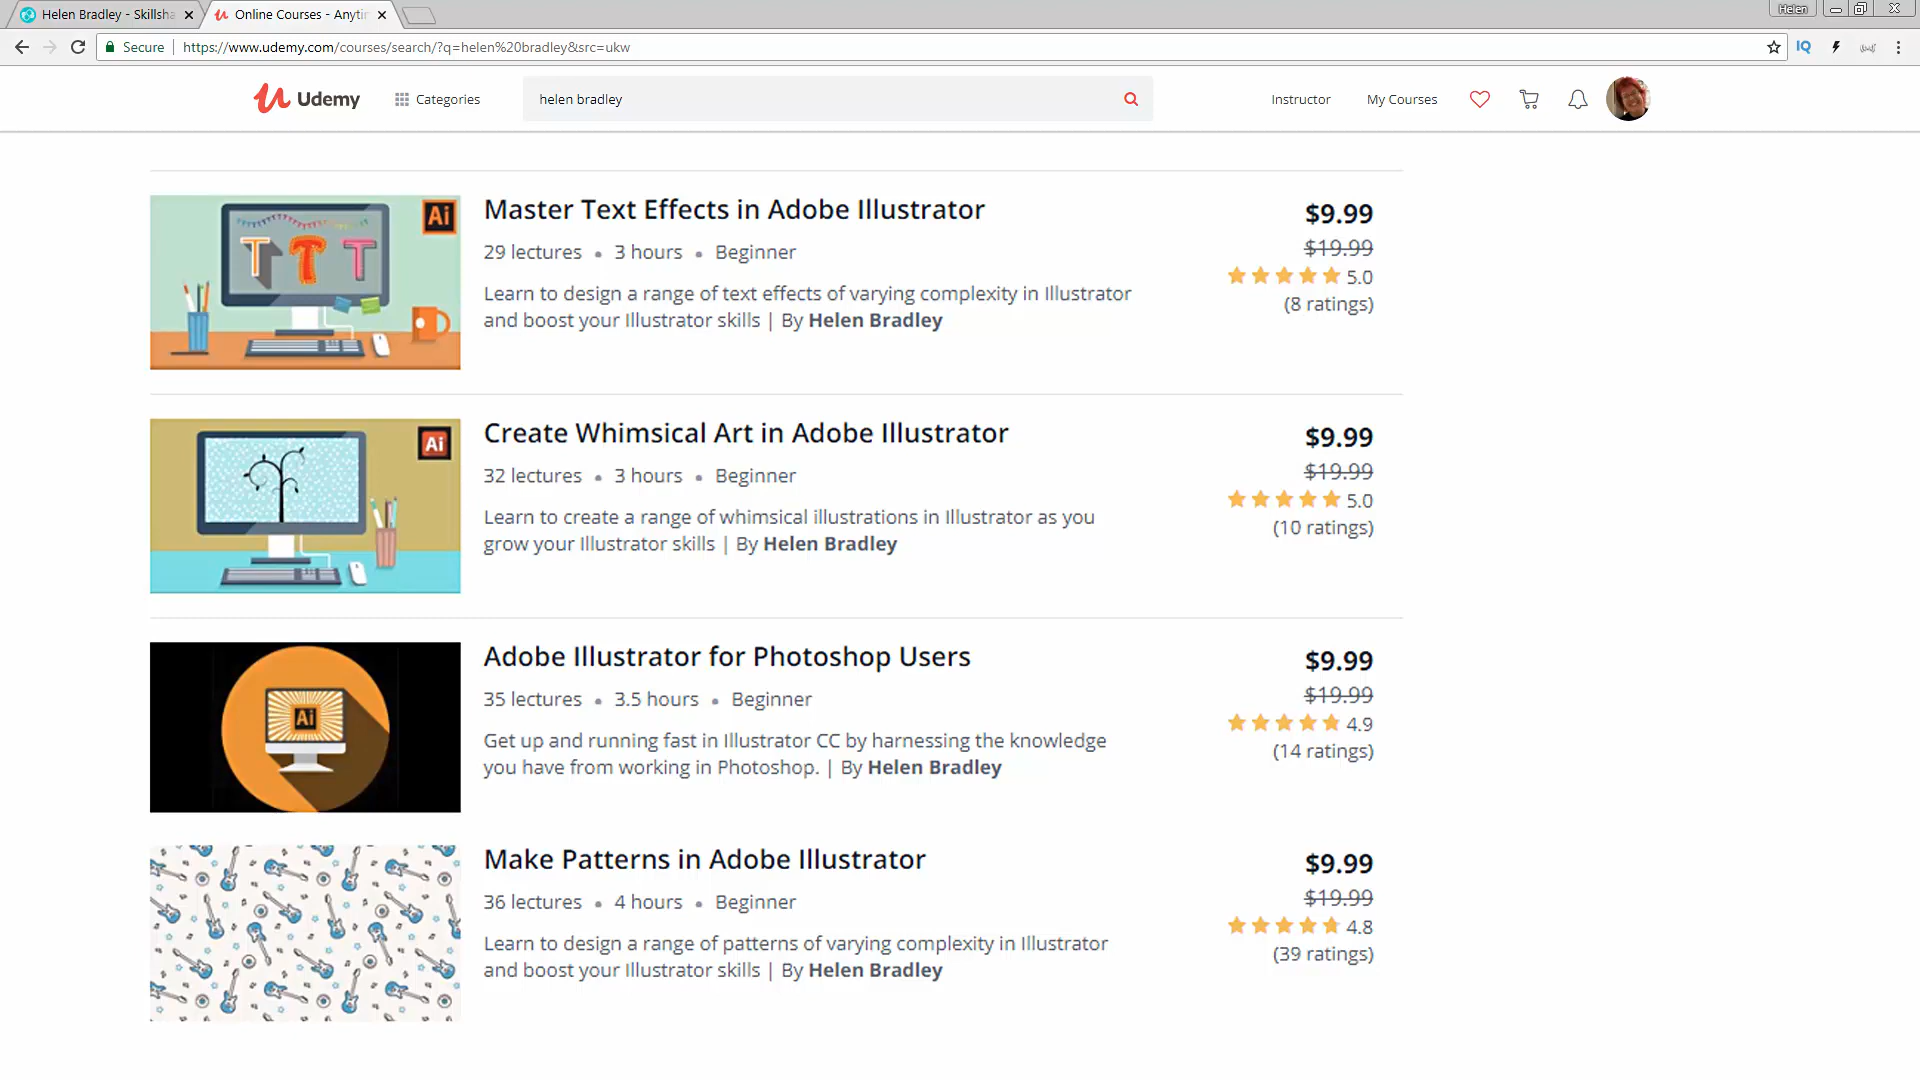 Helen Bradley - Skillsha
Online Courses - Anytin
Helen
Secure
https://www.udemy.com/courses/search/?q=helen%20bradley&src=ukw
IQ
Udemy
Categories
helen bradley
Instructor
My Courses
Ai
T T T
Master Text Effects in Adobe Illustrator
29 lectures • 3 hours • Beginner
Learn to design a range of text effects of varying complexity in Illustrator
and boost your Illustrator skills | By Helen Bradley
$9.99
$19.99
5.0
(8 ratings)
Ai
Create Whimsical Art in Adobe Illustrator
32 lectures • 3 hours • Beginner
Learn to create a range of whimsical illustrations in Illustrator as you
grow your Illustrator skills | By Helen Bradley
$9.99
$19.99
5.0
(10 ratings)
Ai
Adobe Illustrator for Photoshop Users
35 lectures • 3.5 hours • Beginner
Get up and running fast in Illustrator CC by harnessing the knowledge
you have from working in Photoshop. | By Helen Bradley
$9.99
$19.99
4.9
(14 ratings)
Make Patterns in Adobe Illustrator
36 lectures • 4 hours • Beginner
Learn to design a range of patterns of varying complexity in Illustrator
and boost your Illustrator skills | By Helen Bradley
$9.99
$19.99
4.8
(39 ratings)